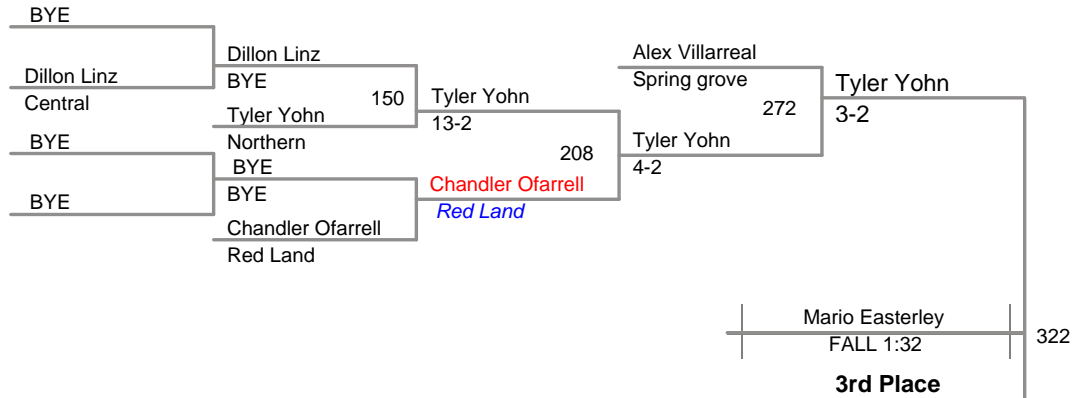 BYE
Dillon Linz
Central
BYE
BYE
Dillon Linz
BYE
Tyler Yohn
Northern
BYE
BYE
Chandler Ofarrell
Red Land
150
Tyler Yohn
13-2
Chandler Ofarrell
Red Land
208
Alex Villarreal
Spring grove
Tyler Yohn
4-2
272
Tyler Yohn
3-2
Mario Easterley
FALL 1:32
3rd Place
322